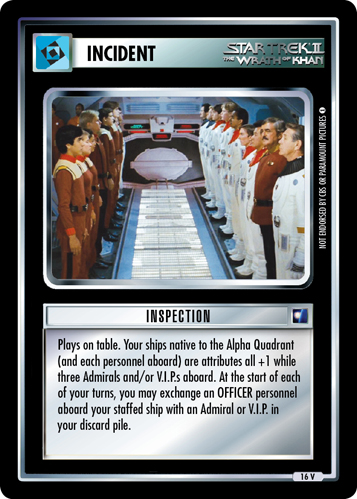 INCIDENT
STAR TREK II
THE WRATH OF KHAN
NOT ENDORSED BY CBS OR PARAMOUNT PICTURES
INSPECTION
Plays on table. Your ships native to the Alpha Quadrant
(and each personnel aboard) are attributes all +1 while
three Admirals and/or V.I.P.s aboard. At the start of each
of your turns, you may exchange an OFFICER personnel
aboard your staffed ship with an Admiral or V.I.P. in
your discard pile.
16 V